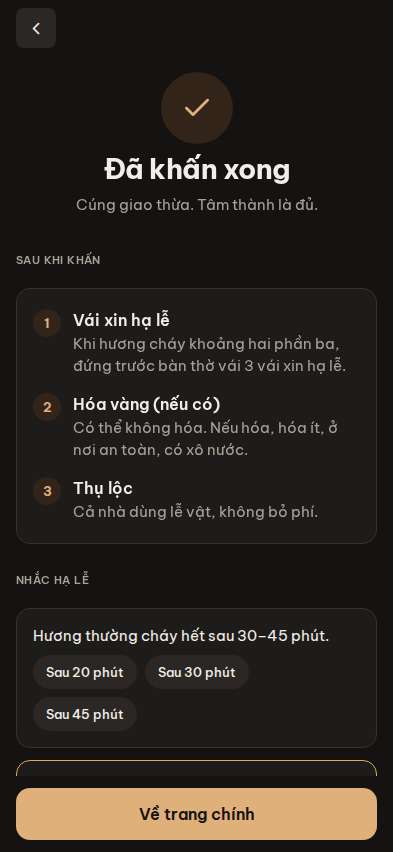 Đã khấn xong
Cúng giao thừa. Tâm thành là đủ.
SAU KHI KHẤN
1 Vái xin hạ lễ
Khi hương cháy khoảng hai phần ba,
đứng trước bàn thờ vái 3 vái xin hạ lễ.
2 Hóa vàng (nếu có)
Có thể không hóa. Nếu hóa, hóa ít, ở
nơi an toàn, có xô nước.
3 Thụ lộc
Cả nhà dùng lễ vật, không bỏ phí.
NHẮC HẠ LỄ
Hương thường cháy hết sau 30–45 phút.
Sau 20 phút Sau 30 phút
Sau 45 phút
Về trang chính